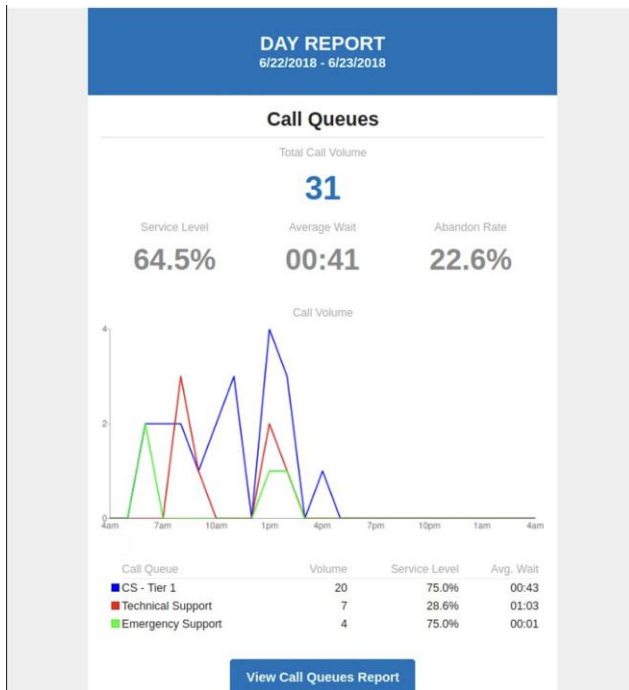 DAY REPORT
6/22/2018 - 6/23/2018
Call Queues
Total Call Volume
31
Service Level Average Wait Abandon Rate
64.5% 00:41 22.6%
Call Volume
4
2
0
4am 7am 10am 1pm 4pm 7pm 10pm 1am 4am
Call Queue Volume Service Level Avg. Wait
CS - Tier 1 20 75.0% 00:43
Technical Support 7 28.6% 01:03
Emergency Support 4 75.0% 00:01
View Call Queues Report